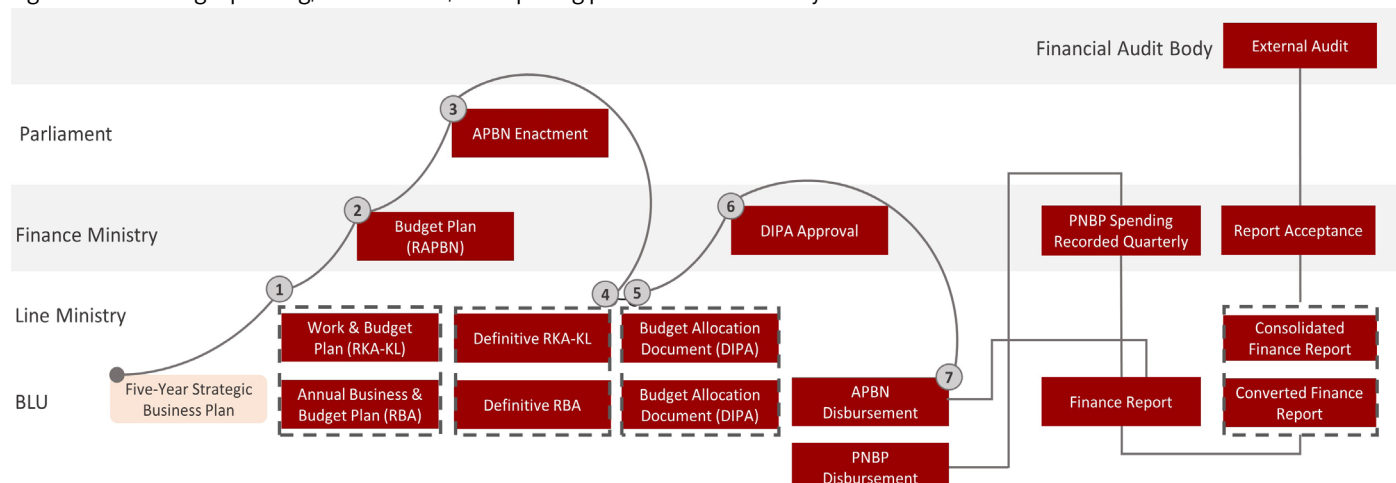 Financial Audit Body
External Audit
Parliament
3
APBN Enactment
Finance Ministry
2
Budget Plan
(RAPBN)
6
DIPA Approval
PNBP Spending
Recorded Quarterly
Report Acceptance
Line Ministry
1
4
5
Work & Budget
Plan (RKA-KL)
Definitive RKA-KL
Budget Allocation
Document (DIPA)
Consolidated
Finance Report
BLU
Five-Year Strategic
Business Plan
Annual Business &
Budget Plan (RBA)
Definitive RBA
Budget Allocation
Document (DIPA)
7
APBN
Disbursement
Finance Report
Converted Finance
Report
PNBP
Disbursement